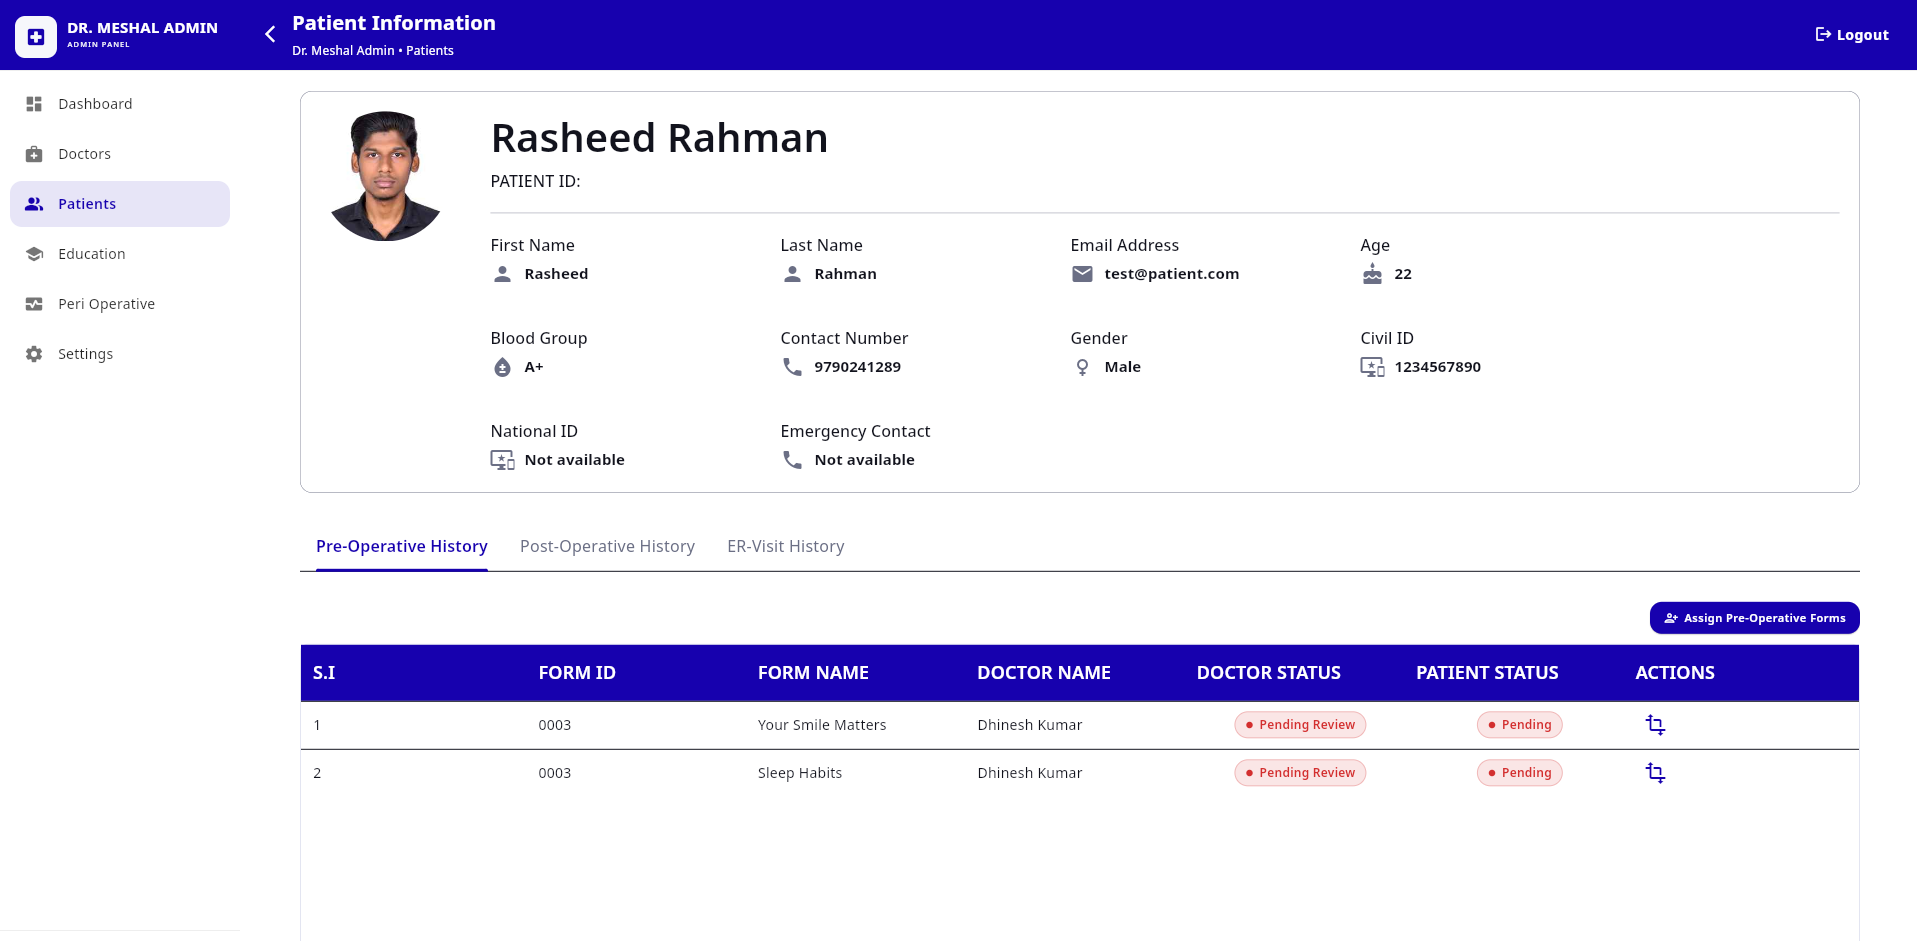 DR. MESHAL ADMIN
ADMIN PANEL
Patient Information
Dr. Meshal Admin • Patients
Logout
Dashboard
Doctors
Patients
Education
Peri Operative
Settings
Rasheed Rahman
PATIENT ID:
First Name
Rasheed
Last Name
Rahman
Email Address
test@patient.com
Age
22
Blood Group
A+
Contact Number
9790241289
Gender
Male
Civil ID
1234567890
National ID
Not available
Emergency Contact
Not available
Pre-Operative History Post-Operative History ER-Visit History
Assign Pre-Operative Forms
S.I FORM ID FORM NAME DOCTOR NAME DOCTOR STATUS PATIENT STATUS ACTIONS
1 0003 Your Smile Matters Dhinesh Kumar Pending Review Pending
2 0003 Sleep Habits Dhinesh Kumar Pending Review Pending